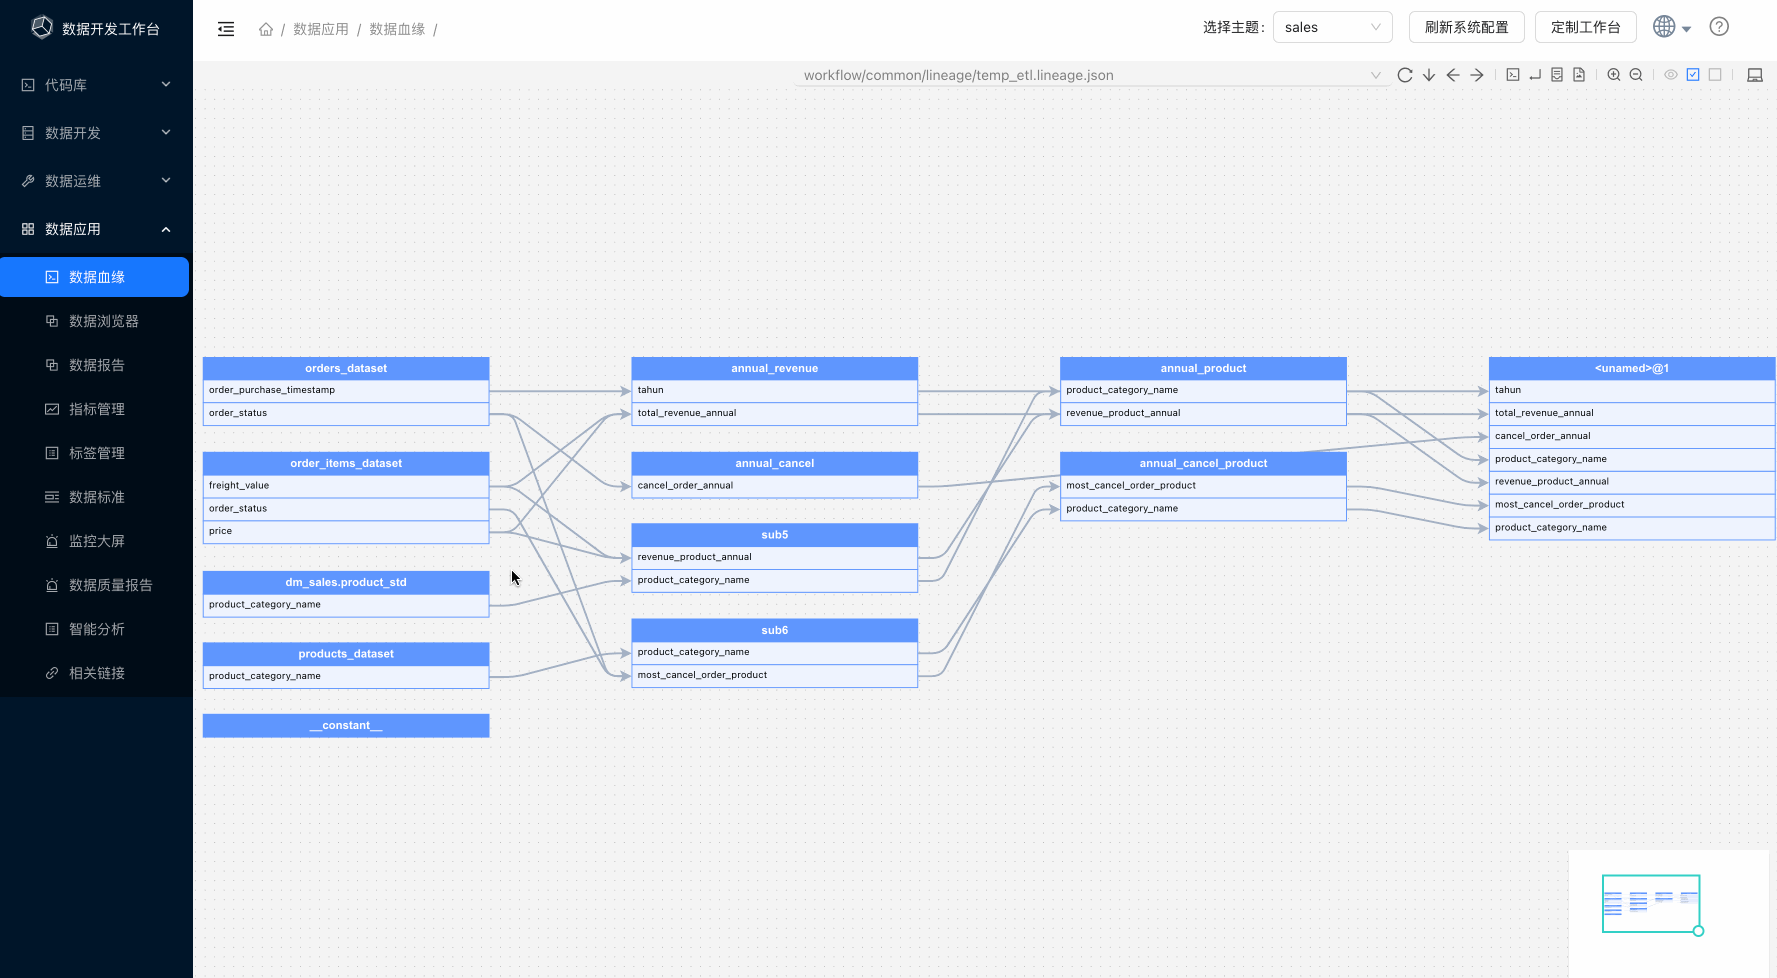 数据开发工作台
代码库
数据开发
数据运维
数据应用
数据血缘
数据浏览器
数据报告
指标管理
标签管理
数据标准
监控大屏
数据质量报告
智能分析
相关链接
/ 数据应用 / 数据血缘 /
选择主题: sales 刷新系统配置 定制工作台
workflow/common/lineage/temp_etl.lineage.json
orders_dataset
order_purchase_timestamp
order_status
order_items_dataset
freight_value
order_status
price
dm_sales.product_std
product_category_name
products_dataset
product_category_name
__constant__
annual_revenue
tahun
total_revenue_annual
annual_cancel
cancel_order_annual
sub5
revenue_product_annual
product_category_name
sub6
product_category_name
most_cancel_order_product
annual_product
product_category_name
revenue_product_annual
annual_cancel_product
most_cancel_order_product
product_category_name
<unamed>@1
tahun
total_revenue_annual
cancel_order_annual
product_category_name
revenue_product_annual
most_cancel_order_product
product_category_name